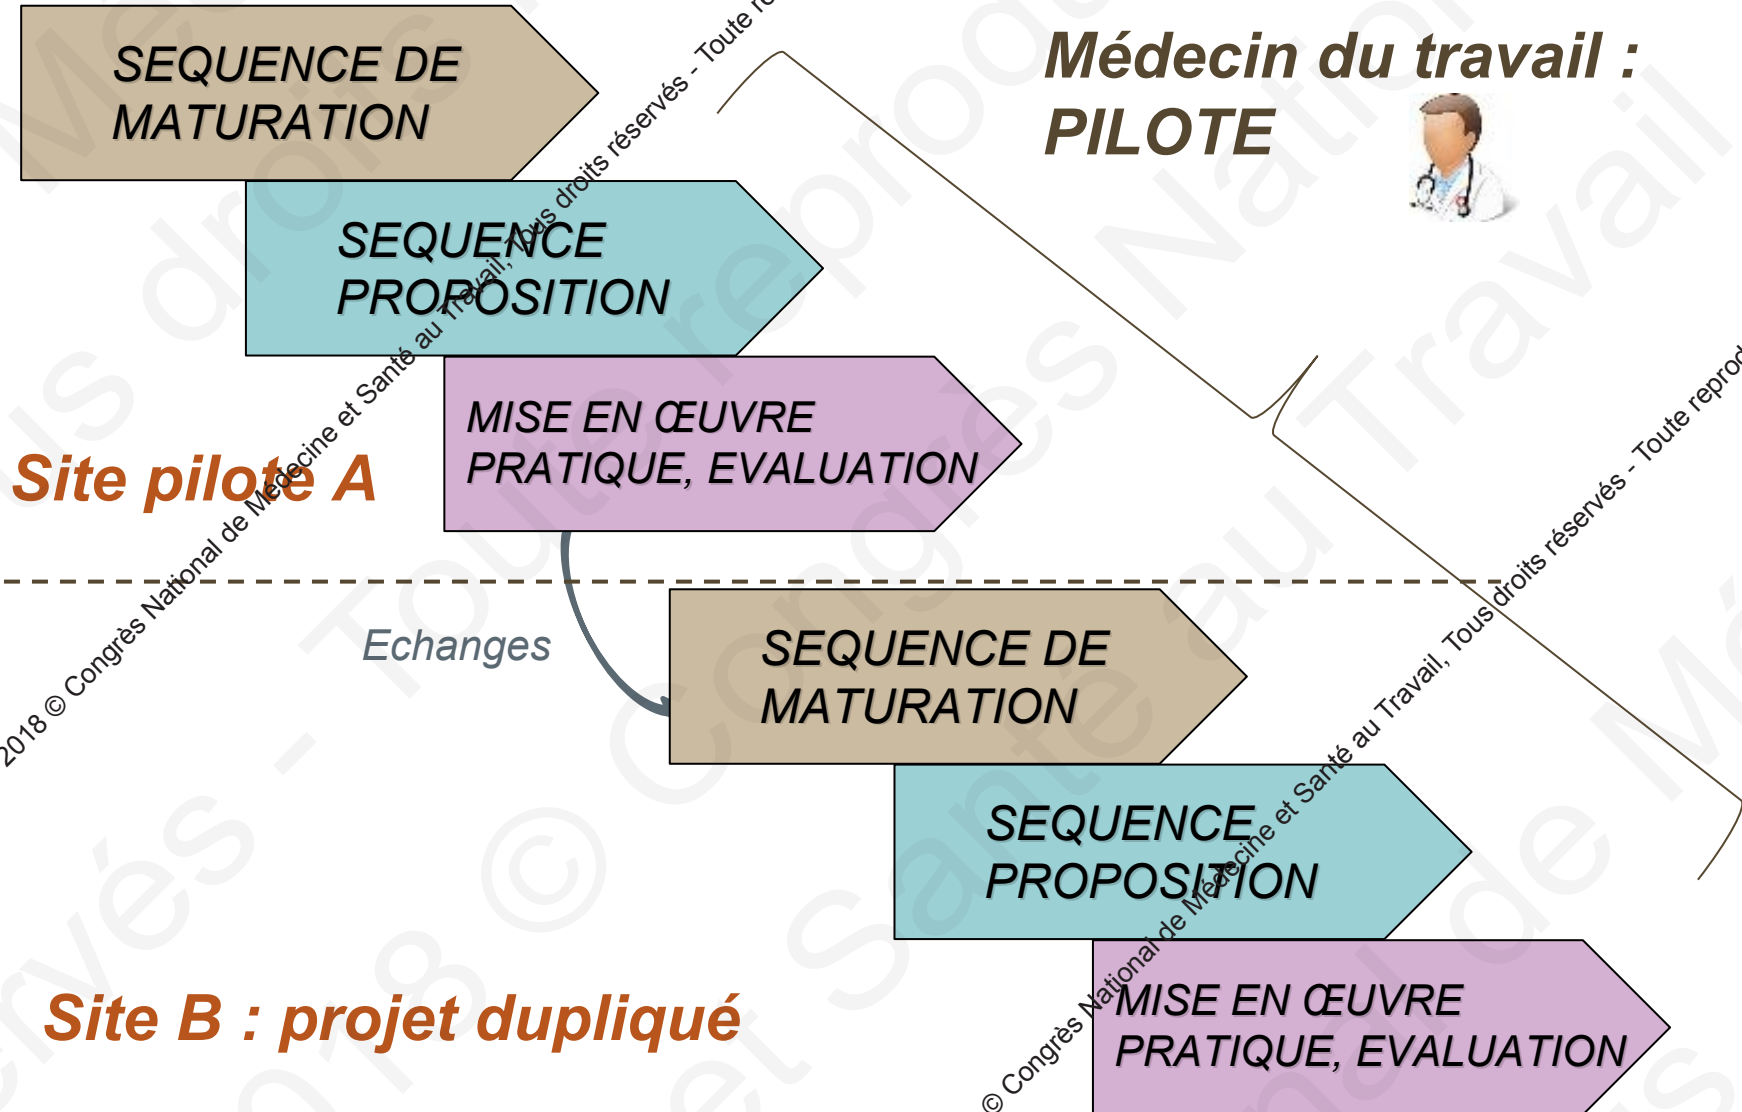 SEQUENCE DE
MATURATION
Médecin du travail :
PILOTE
SEQUENCE
PROPOSITION
MISE EN ŒUVRE
PRATIQUE, EVALUATION
Site pilote A
Echanges
SEQUENCE DE
MATURATION
SEQUENCE
PROPOSITION
Site B : projet dupliqué
MISE EN ŒUVRE
PRATIQUE, EVALUATION
2018 © Congrès National de Médecine et Santé au Travail, Tous droits réservés - Toute
© Congrès National de Médecine et Santé au Travail, Tous droits réservés - Toute